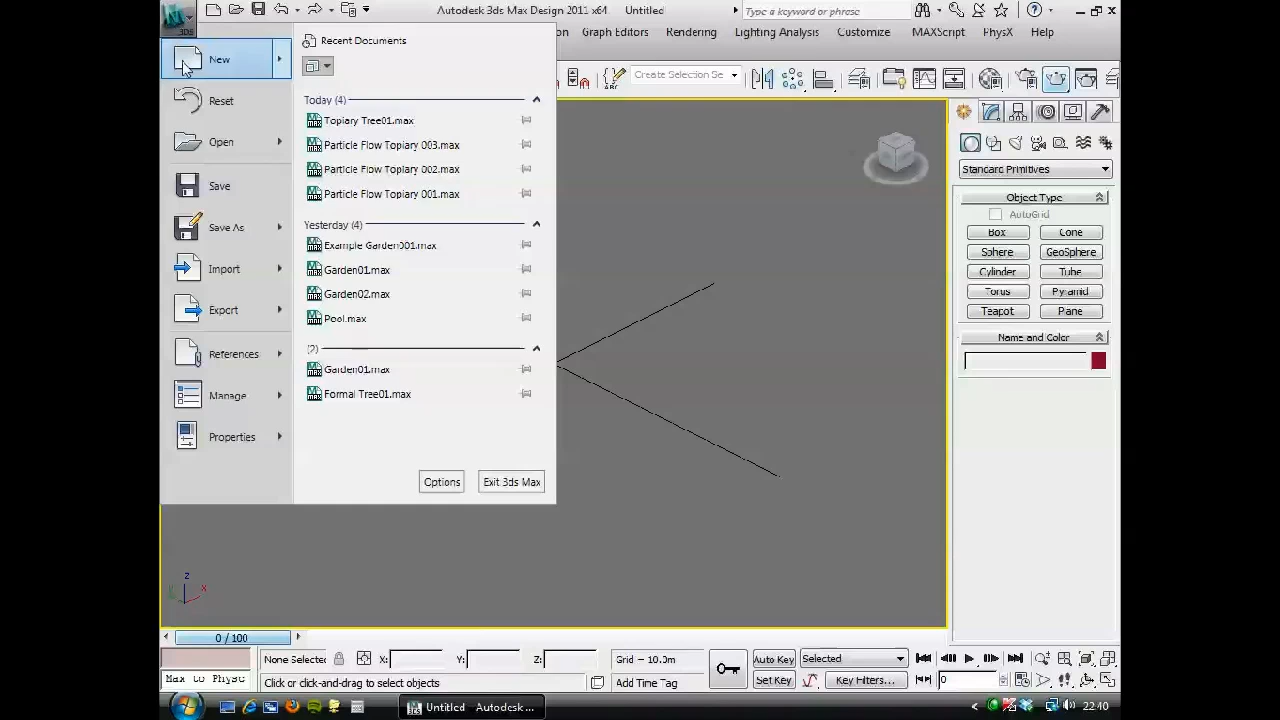 Autodesk 3ds Max Design 2011 x64 Untitled
Type a keyword or phrase
Graph Editors Rendering Lighting Analysis Customize MAXScript PhysX Help
Create Selection Se
New
Reset
Open
Save
Save As
Import
Export
References
Manage
Properties
Recent Documents
Today (4)
Topiary Tree01.max
Particle Flow Topiary 003.max
Particle Flow Topiary 002.max
Particle Flow Topiary 001.max
Yesterday (4)
Example Garden001.max
Garden01.max
Garden02.max
Pool.max
(2)
Garden01.max
Formal Tree01.max
Options Exit 3ds Max
Standard Primitives
Object Type
AutoGrid
Box Cone
Sphere GeoSphere
Cylinder Tube
Torus Pyramid
Teapot Plane
Name and Color
z
x
0 / 100
None Selected X: Y: Z: Grid = 10.0m Auto Key Selected
Max to Physc Click or click-and-drag to select objects Add Time Tag Set Key Key Filters... 0
Untitled - Autodesk ... 22:40